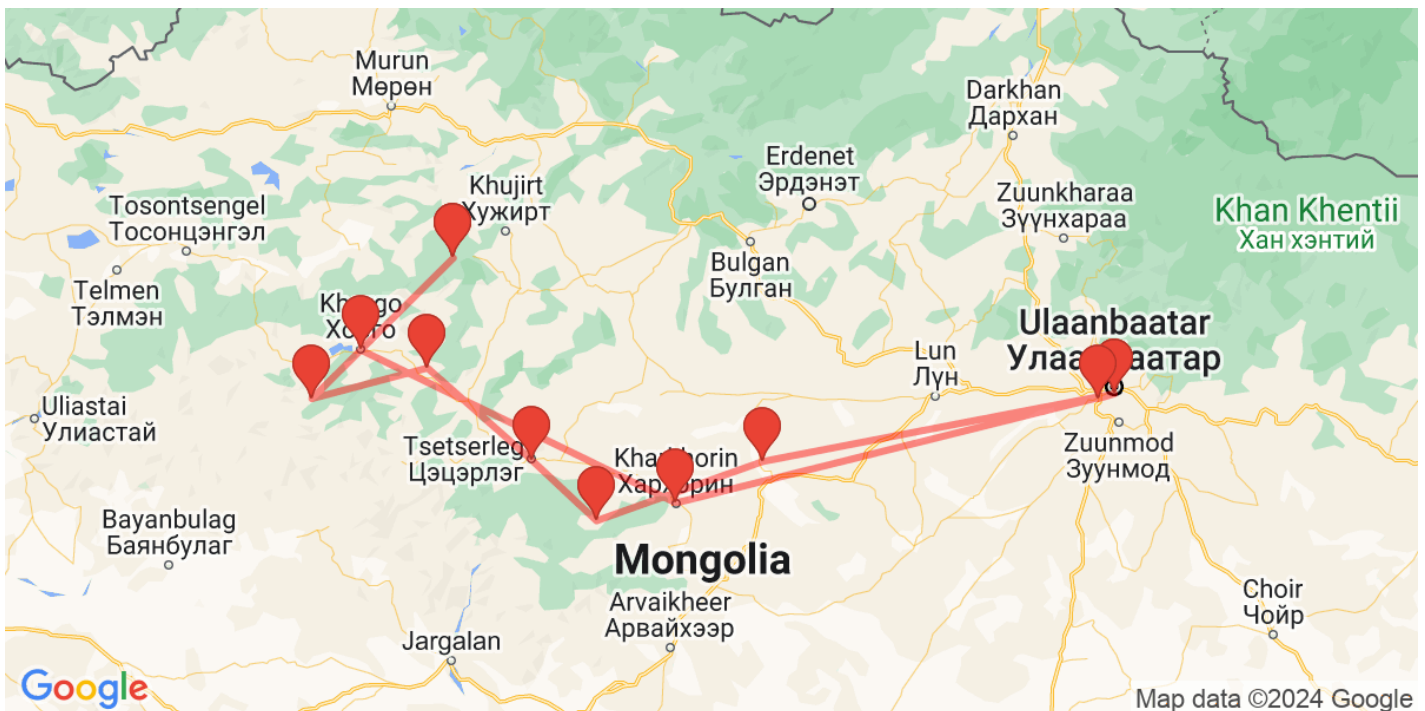 Murun
Мөрөн
Darkhan
Дархан
Erdenet
Эрдэнэт
Khujirt
Хужирт
Zuunkharaa
Зүүнхараа
Khan Khentii
Хан хэнтий
Tosontsengel
Тосонцэнгэл
Bulgan
Булган
Telmen
Тэлмэн
Ulaanbaatar
Lun
Лүн
Uliastai
Улиастай
Tsetserleg
Цэцэрлэг
Zuunmod
Зуунмод
Bayanbulag
Баянбулаг
Mongolia
Arvaikheer
Арвайхээр
Choir
Чойр
Jargalan
Google
Map data ©2024 Google